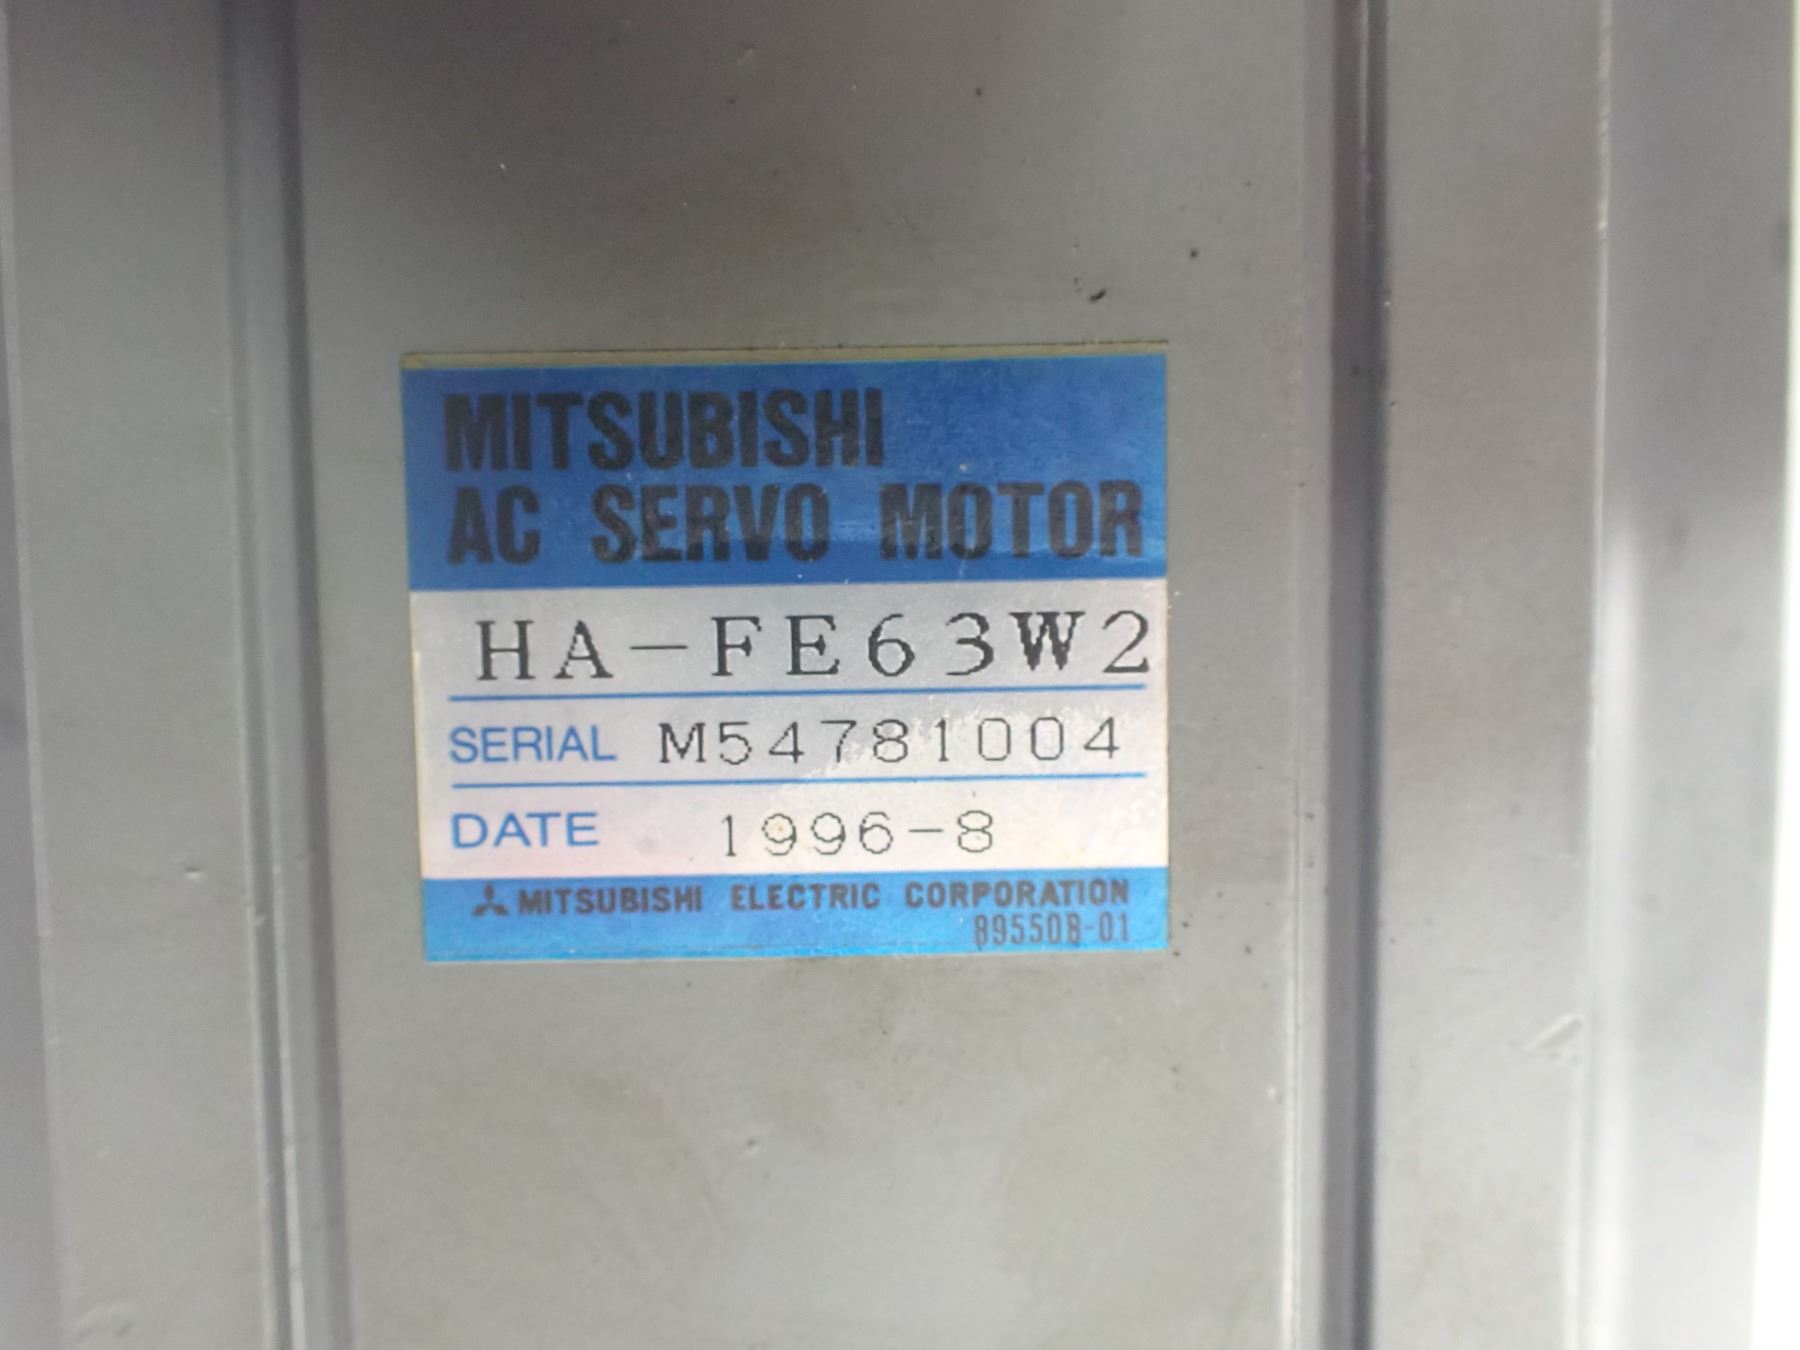 MITSUBISHI
AC SERVO MOTOR
HA-FE63W2
SERIAL M54781004
DATE 1996-8
MITSUBISHI ELECTRIC CORPORATION
895508-01